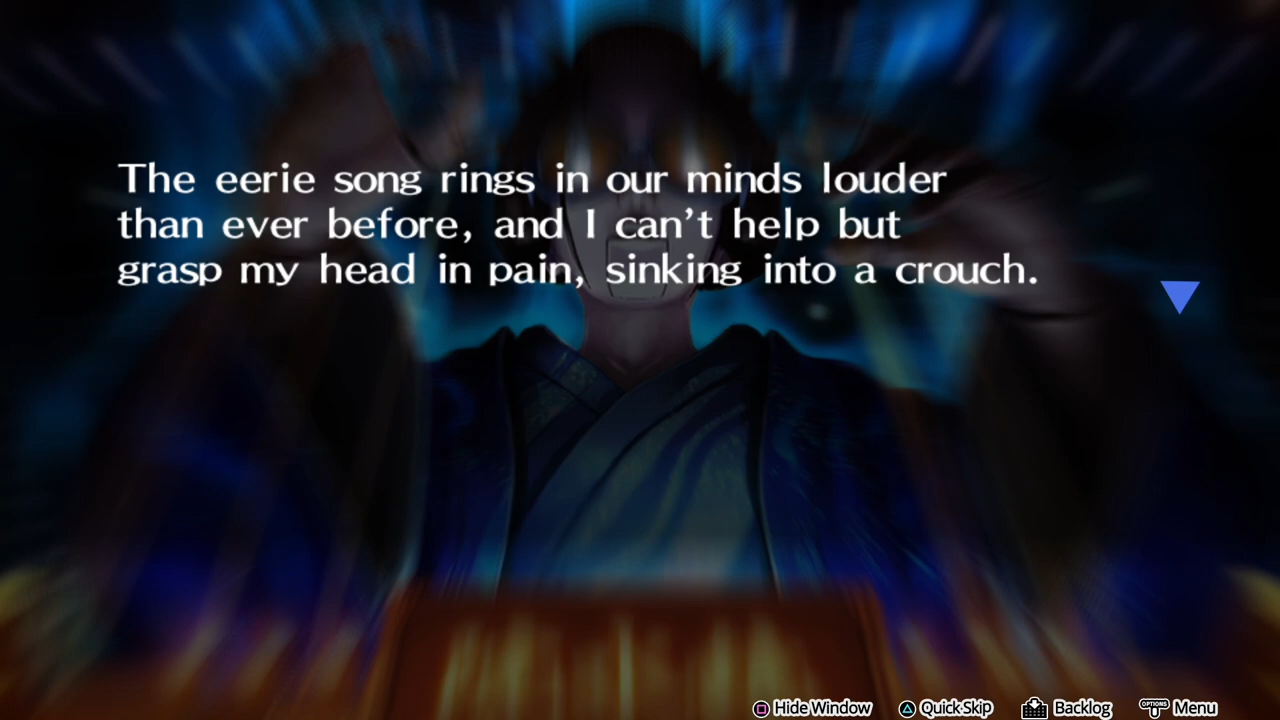 The eerie song rings in our minds louder
than ever before, and I can't help but
grasp my head in pain, sinking into a crouch.
Hide Window Quick Skip Backlog OPTIONS Menu